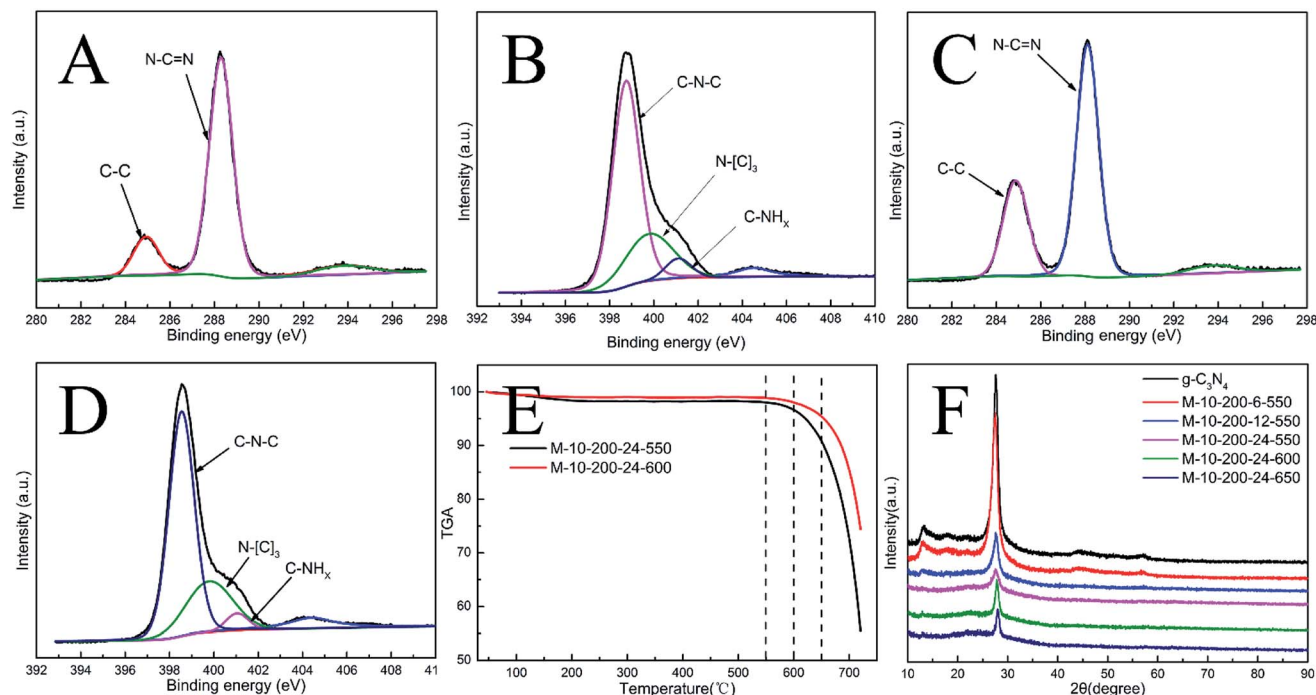 A
N-C=N
C-C
Intensity (a.u.)
280 282 284 286 288 290 292 294 296 298
Binding energy (eV)
B
C-N-C
N-[C]₃
C-NHₓ
Intensity (a.u.)
392 394 396 398 400 402 404 406 408 410
Binding energy (eV)
C
N-C=N
C-C
Intensity (a.u.)
280 282 284 286 288 290 292 294 296 298
Binding energy (eV)
D
C-N-C
N-[C]₃
C-NHₓ
Intensity (a.u.)
392 394 396 398 400 402 404 406 408 41
Binding energy (eV)
E
M-10-200-24-550
M-10-200-24-600
TGA
100
90
80
70
60
50
100 200 300 400 500 600 700
Temperature(℃)
F
g-C₃N₄
M-10-200-6-550
M-10-200-12-550
M-10-200-24-550
M-10-200-24-600
M-10-200-24-650
Intensity(a.u.)
10 20 30 40 50 60 70 80 90
2θ(degree)